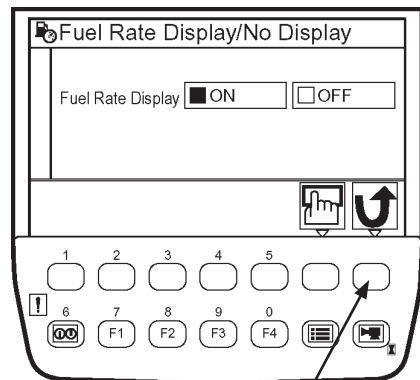 Fuel Rate Display/No Display
Fuel Rate Display ON OFF
1 2 3 4 5
6 7 8 9 0
F1 F2 F3 F4